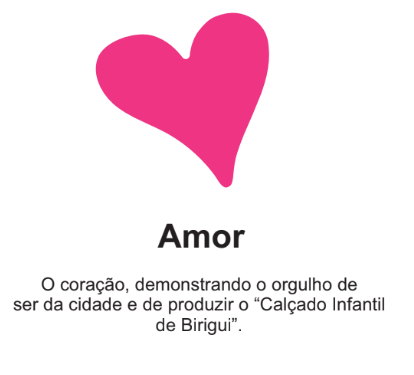 Amor
O coração, demonstrando o orgulho de
ser da cidade e de produzir o “Calçado Infantil
de Birigui”.